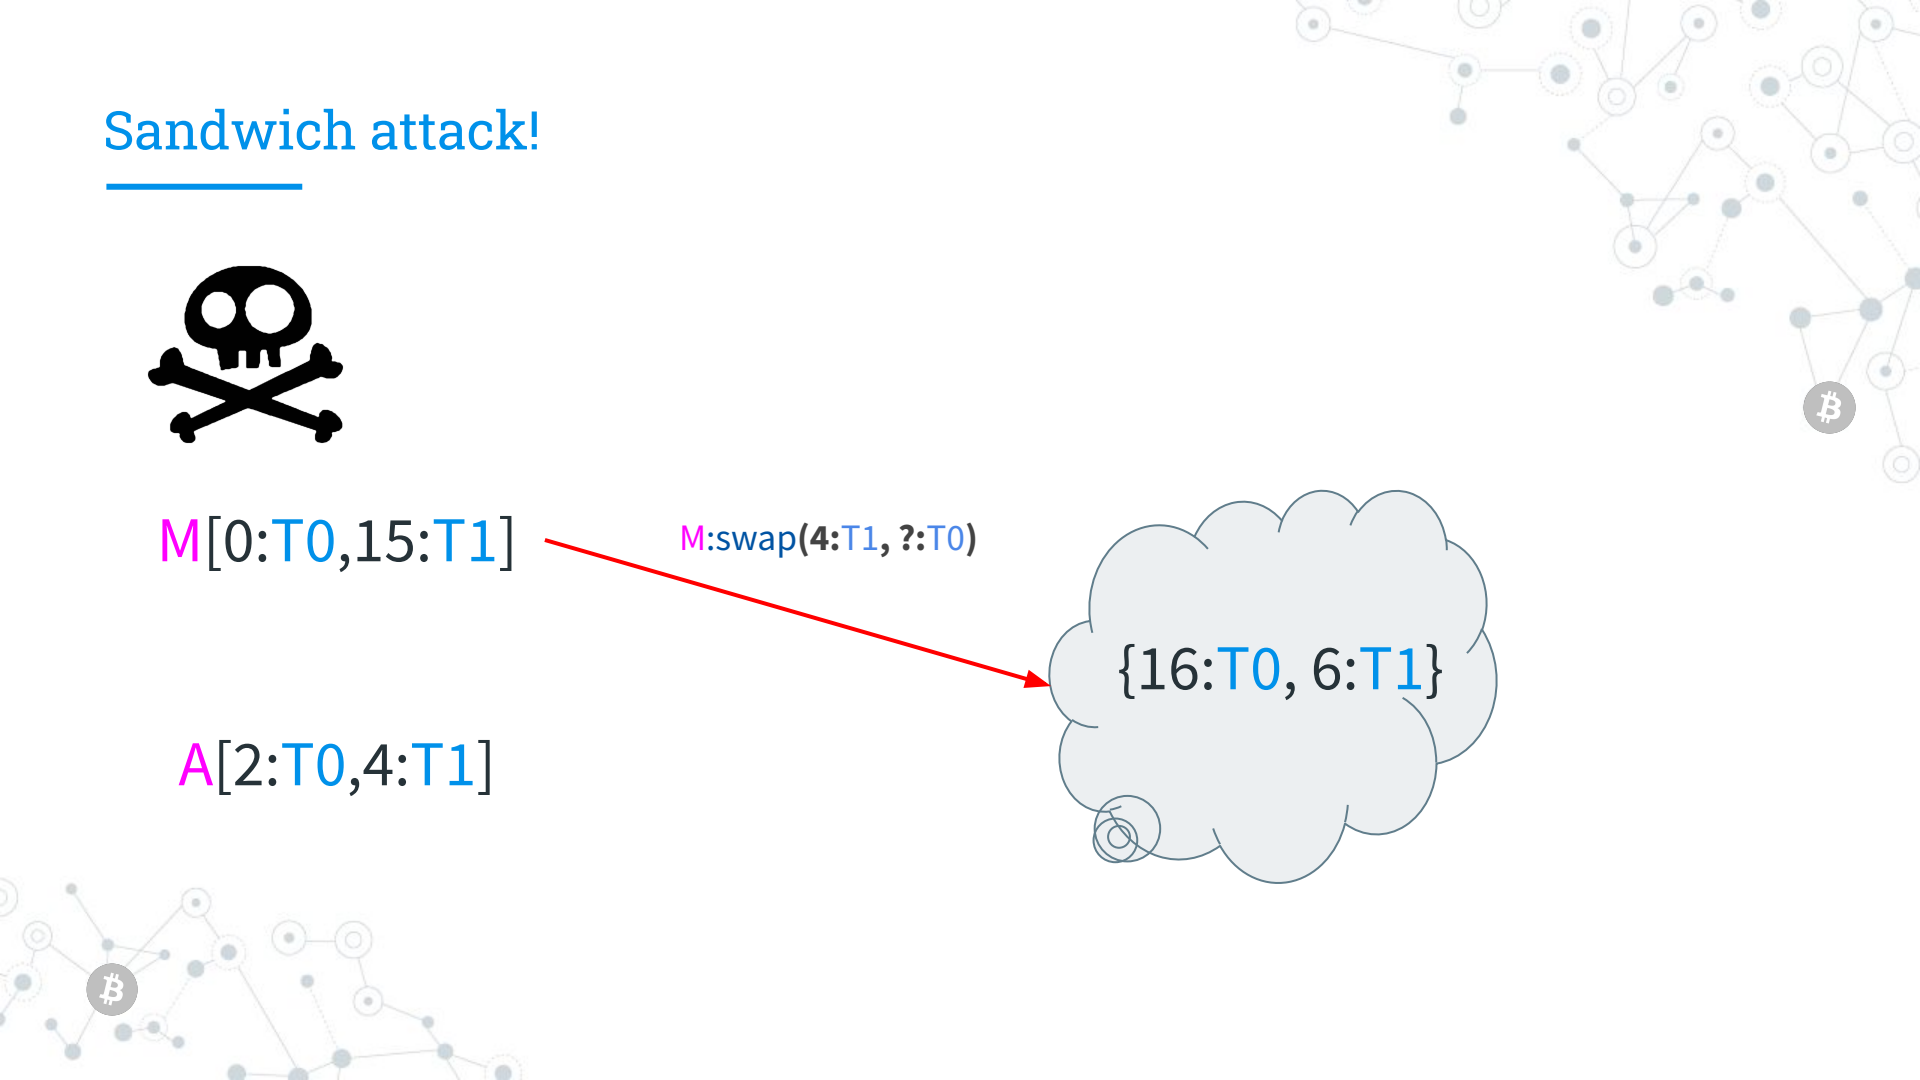 Sandwich attack!
M[0:T0,15:T1]
M:swap(4:T1, ?:T0)
{16:T0, 6:T1}
A[2:T0,4:T1]